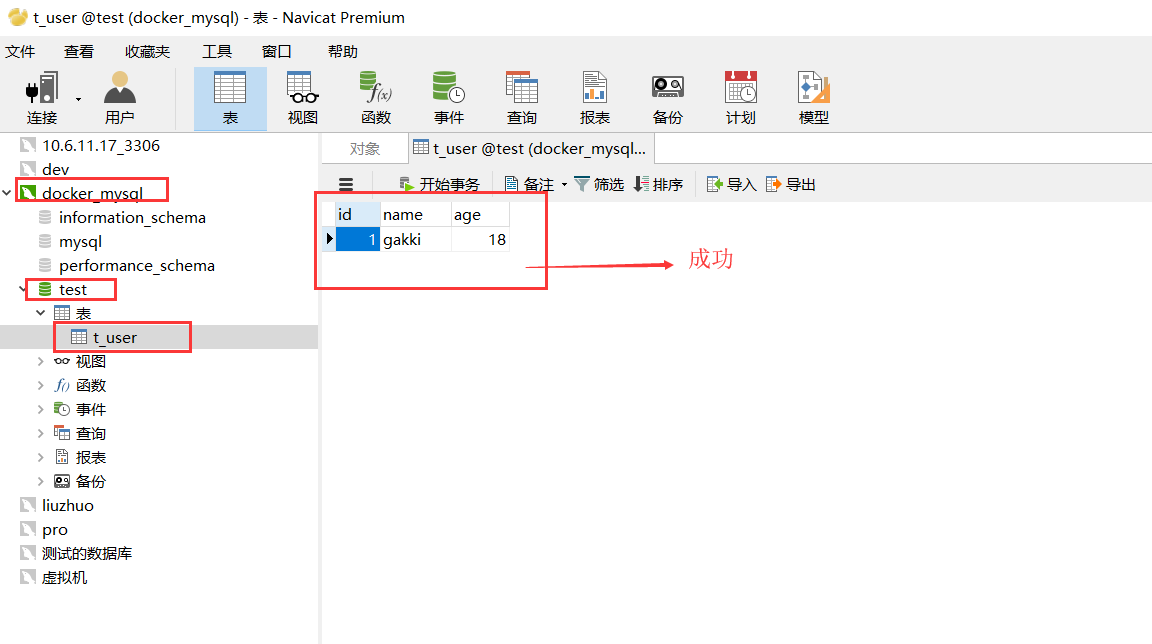 t_user @test (docker_mysql) - 表 - Navicat Premium
文件 查看 收藏夹 工具 窗口 帮助
连接 用户 表 视图 函数 事件 查询 报表 备份 计划 模型
10.6.11.17_3306
dev
docker_mysql
information_schema
mysql
performance_schema
test
表
t_user
视图
函数
事件
查询
报表
备份
liuzhuo
pro
测试的数据库
虚拟机
对象 t_user @test (docker_mysql...
开始事务 备注 筛选 排序 导入 导出
id name age
1 gakki 18
成功